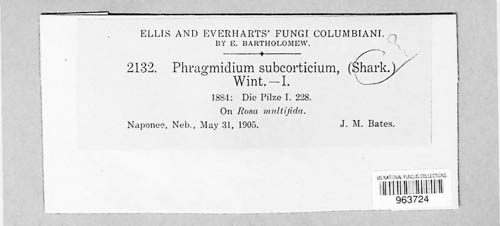 ELLIS AND EVERHARTS' FUNGI COLUMBIANI.
BY E. BARTHOLOMEW.
2132. Phragmidium subcorticium, (Shark.)
Wint.—I.
1884: Die Pilze I. 228.
On Rosa multifida.
Naponee, Neb., May 31, 1905. J. M. Bates.
US NATIONAL FUNGUS COLLECTIONS
963724